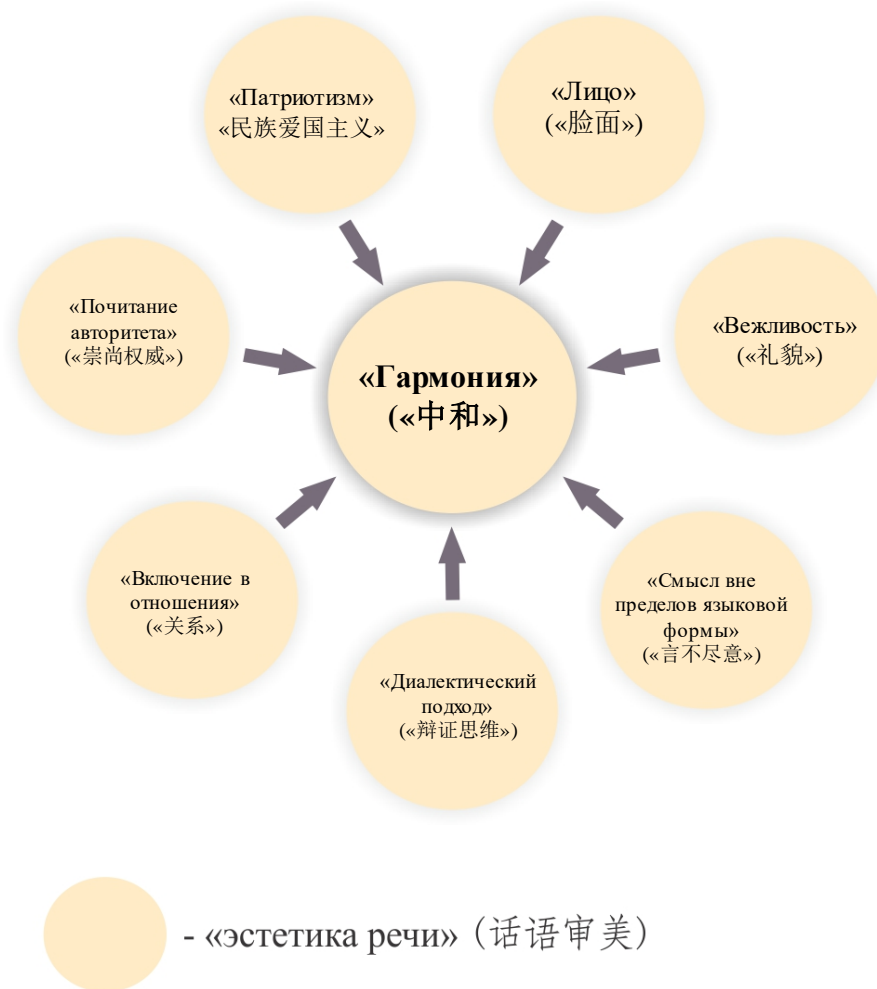 «Патриотизм»
«民族爱国主义»
«Лицо»
(«脸面»)
«Почитание
авторитета»
(«崇尚权威»)
«Вежливость»
(«礼貌»)
«Гармония»
(«中和»)
«Включение в
отношения»
(«关系»)
«Смысл вне
пределов языковой
формы»
(«言不尽意»)
«Диалектический
подход»
(«辩证思维»)
- «эстетика речи» (话语审美)